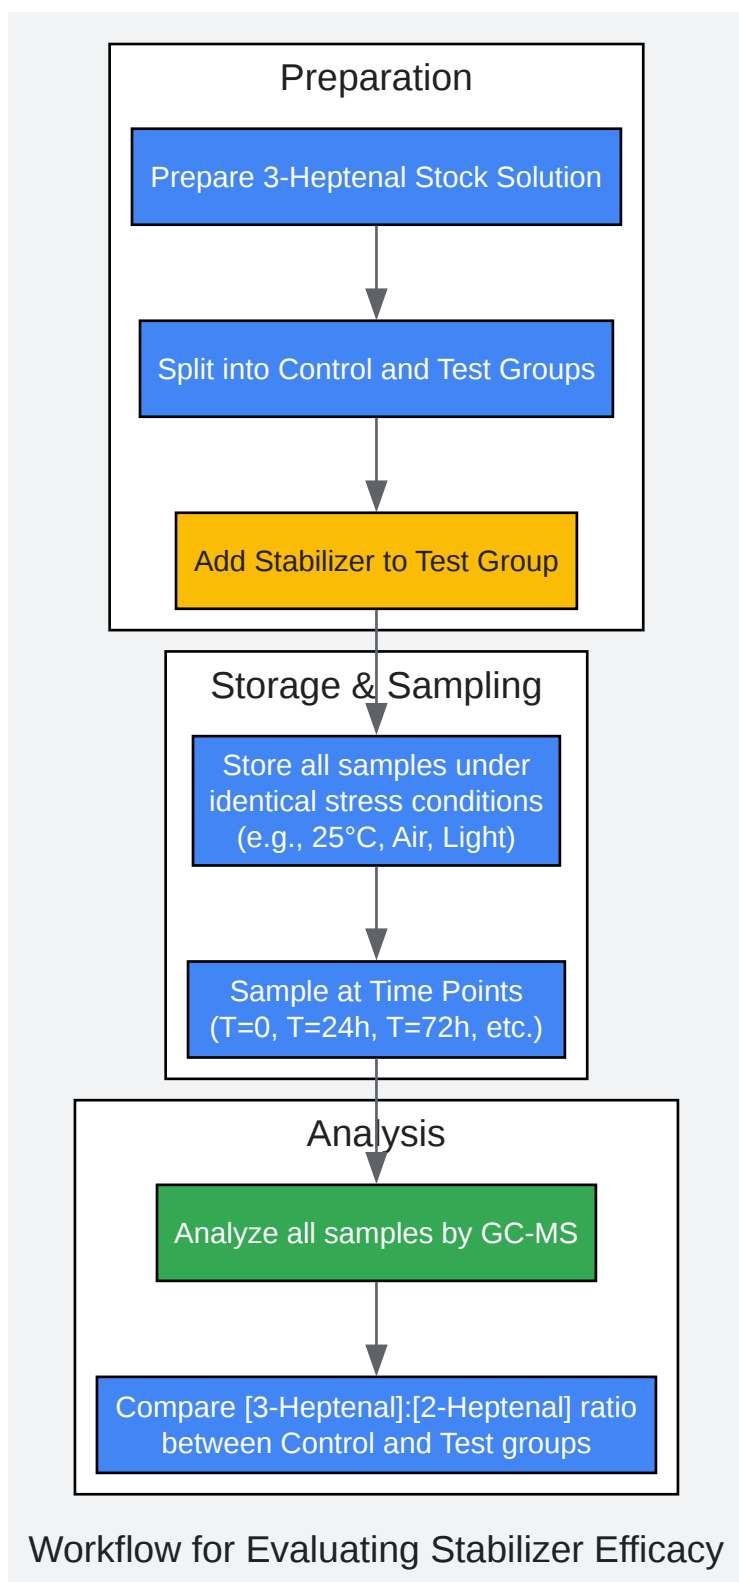 Preparation
Prepare 3-Heptenal Stock Solution
Split into Control and Test Groups
Add Stabilizer to Test Group
Storage & Sampling
Store all samples under
identical stress conditions
(e.g., 25°C, Air, Light)
Sample at Time Points
(T=0, T=24h, T=72h, etc.)
Analysis
Analyze all samples by GC-MS
Compare [3-Heptenal]:[2-Heptenal] ratio
between Control and Test groups
Workflow for Evaluating Stabilizer Efficacy